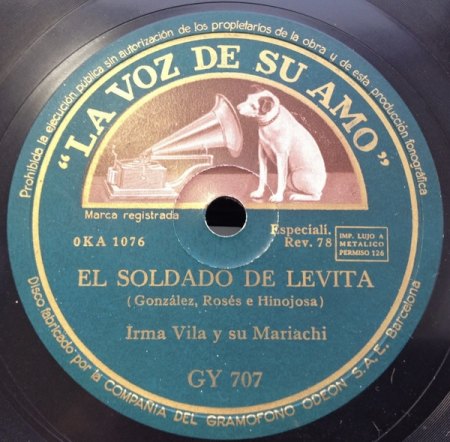 Prohibida la ejecución pública sin autorización de los propietarios de la obra y de esta producción fonográfica
"LA VOZ DE SU AMO"
Marca registrada
OKA 1076
Especiali.
Rev. 78
IMP. LUJO A
METALICO
PERMISO 126
EL SOLDADO DE LEVITA
(González, Rosés e Hinojosa)
Irma Vila y su Mariachi
GY 707
Disco fabricado por la COMPAÑIA DEL GRAMOFONO ODEON S.A.E. Barcelona